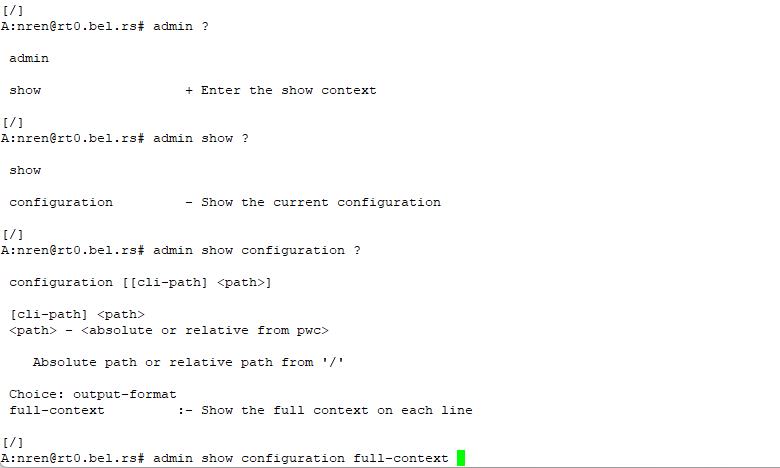 [/]
A:nren@rt0.bel.rs# admin ?
admin
show + Enter the show context
[/]
A:nren@rt0.bel.rs# admin show ?
show
configuration - Show the current configuration
[/]
A:nren@rt0.bel.rs# admin show configuration ?
configuration [[cli-path] <path>]
[cli-path] <path>
<path> - <absolute or relative from pwc>
Absolute path or relative path from '/'
Choice: output-format
full-context :- Show the full context on each line
[/]
A:nren@rt0.bel.rs# admin show configuration full-context